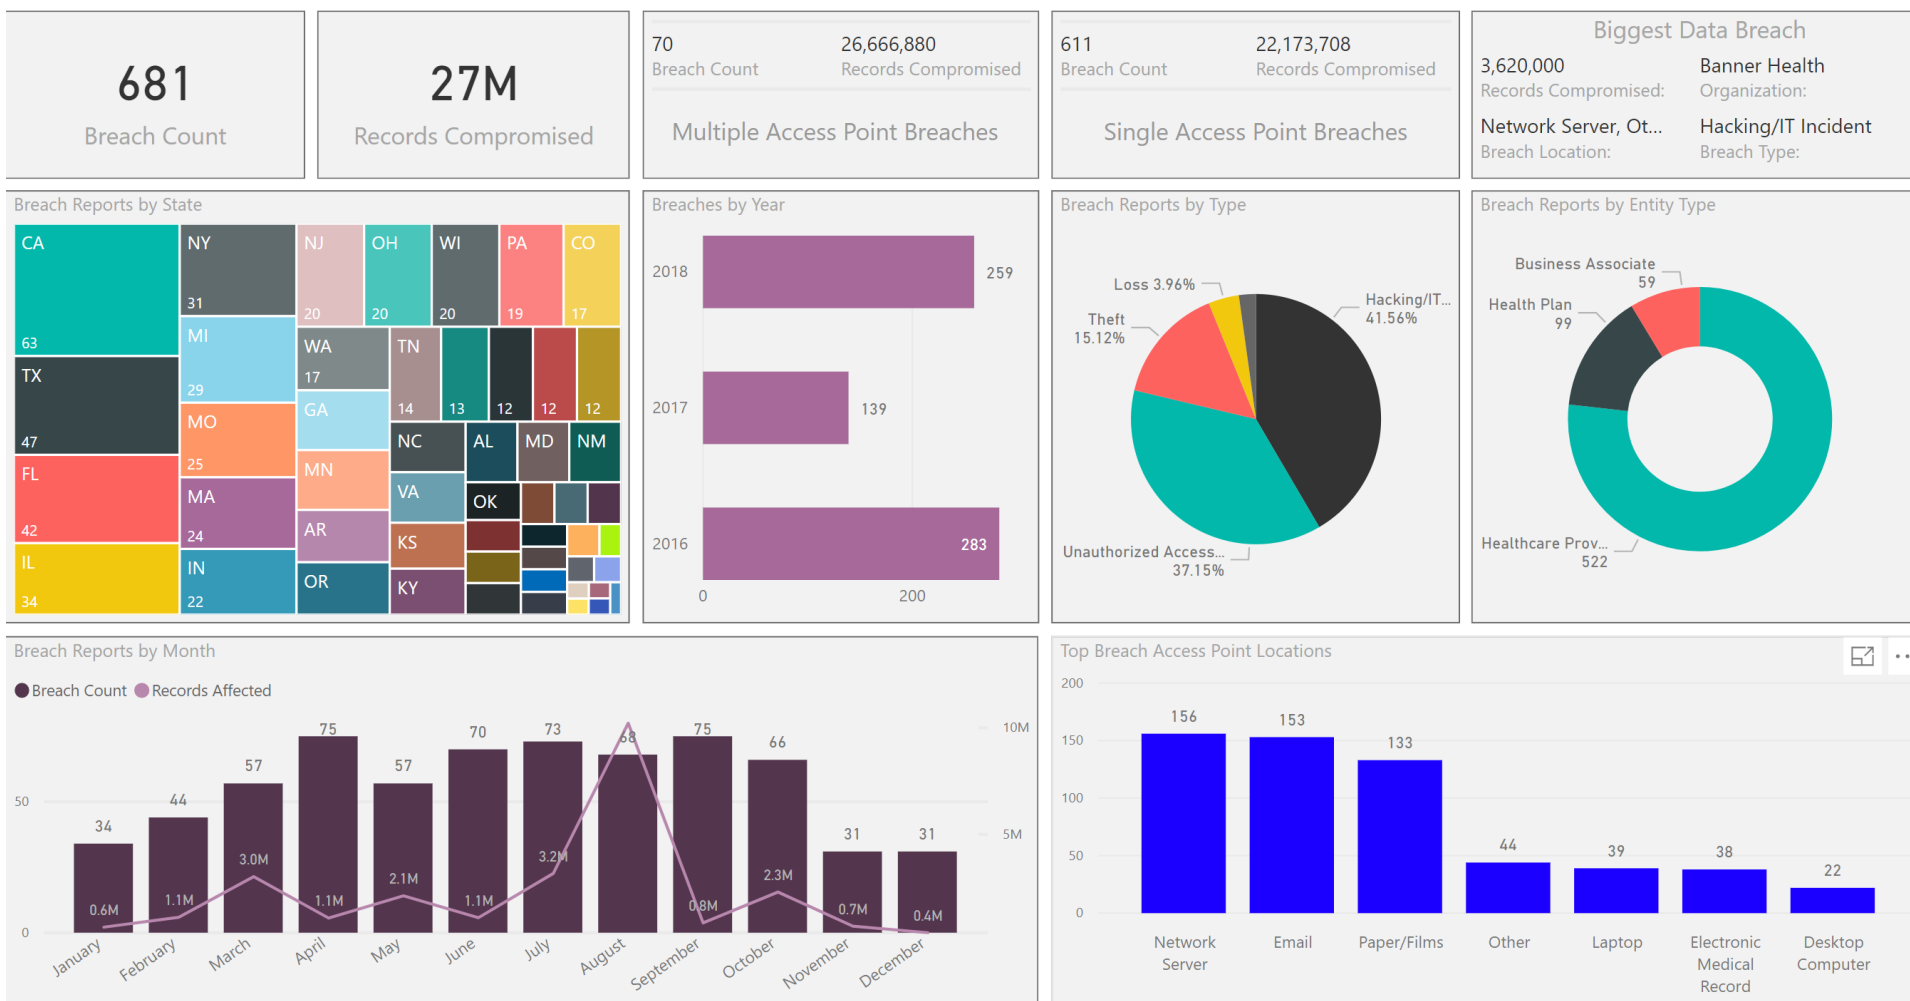 681
Breach Count
27M
Records Compromised
70
26,666,880
Breach Count
Records Compromised
Multiple Access Point Breaches
611
22,173,708
Breach Count
Records Compromised
Single Access Point Breaches
Biggest Data Breach
3,620,000
Banner Health
Records Compromised:
Organization:
Network Server, Ot...
Hacking/IT Incident
Breach Location:
Breach Type:
Breach Reports by State
CA
63
TX
47
FL
42
IL
34
NY
31
MI
29
MO
25
MA
24
IN
22
NJ
20
OH
20
WI
20
PA
19
CO
17
WA
17
GA
MN
AR
OR
TN
14
13
12
12
12
NC
VA
KS
KY
AL
MD
NM
OK
Breaches by Year
2018
259
2017
139
2016
283
0
200
Breach Reports by Type
Loss 3.96%
Hacking/IT...
41.56%
Theft
15.12%
Unauthorized Access...
37.15%
Breach Reports by Entity Type
Business Associate
59
Health Plan
99
Healthcare Prov...
522
Breach Reports by Month
Breach Count
Records Affected
75
70
73
68
75
66
57
57
44
34
31
31
10M
5M
50
0
0.6M
1.1M
3.0M
1.1M
2.1M
1.1M
3.2M
0.8M
2.3M
0.7M
0.4M
January
February
March
April
May
June
July
August
September
October
November
December
Top Breach Access Point Locations
200
150
100
50
0
156
153
133
44
39
38
22
Network
Server
Email
Paper/Films
Other
Laptop
Electronic
Medical
Record
Desktop
Computer